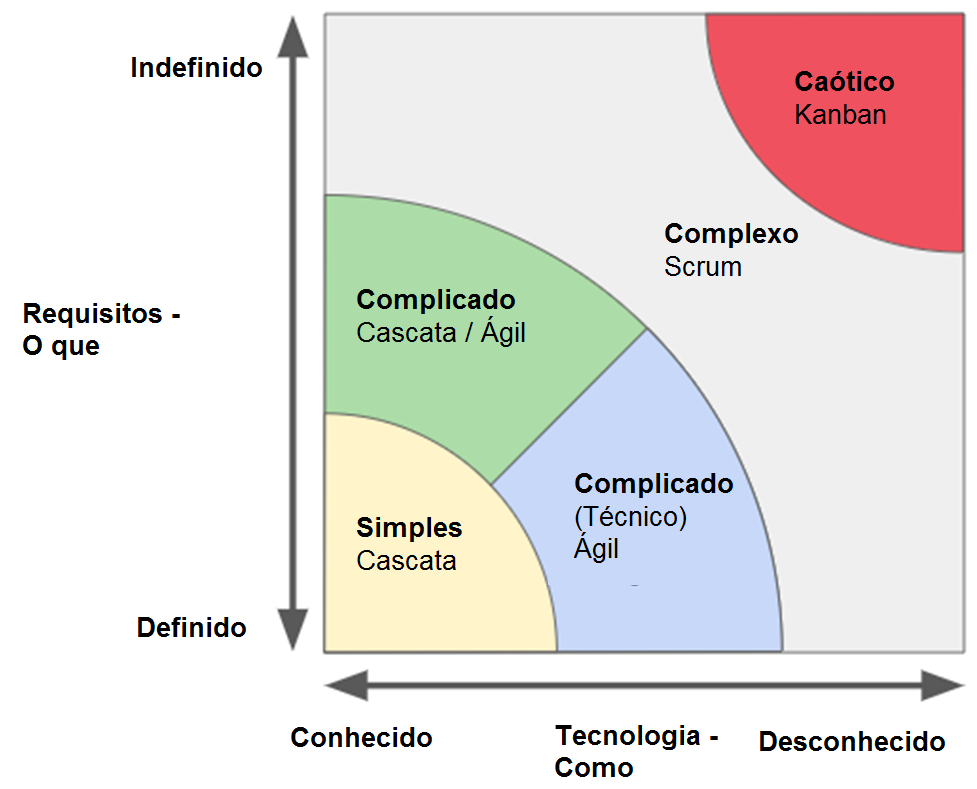 Indefinido
Caótico
Kanban
Complexo
Scrum
Complicado
Cascata / Ágil
Requisitos -
O que
Complicado
(Técnico)
Ágil
Simples
Cascata
Definido
Conhecido
Tecnologia -
Como
Desconhecido